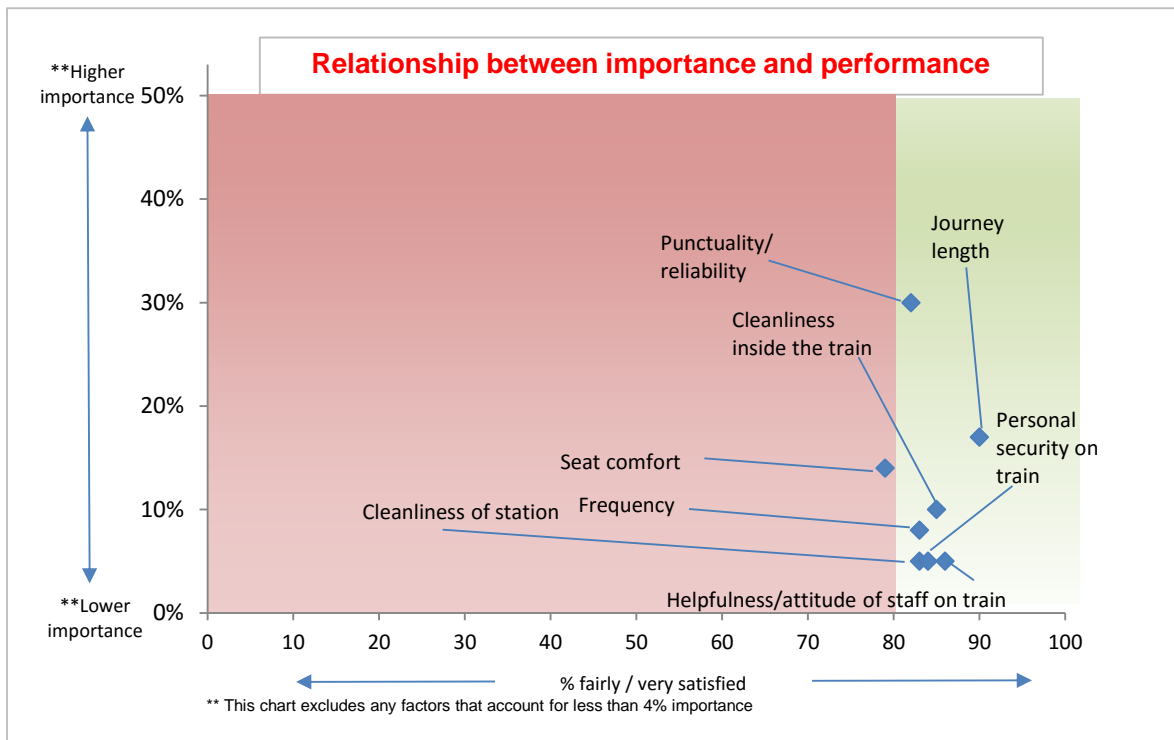 Relationship between importance and performance
**Higher
importance
50%
40%
30%
20%
10%
0%
**Lower
importance
Punctuality/
reliability
Journey
length
Cleanliness
inside the train
Personal
security on
train
Seat comfort
Frequency
Cleanliness of station
Helpfulness/attitude of staff on train
0 10 20 30 40 50 60 70 80 90 100
% fairly / very satisfied
** This chart excludes any factors that account for less than 4% importance